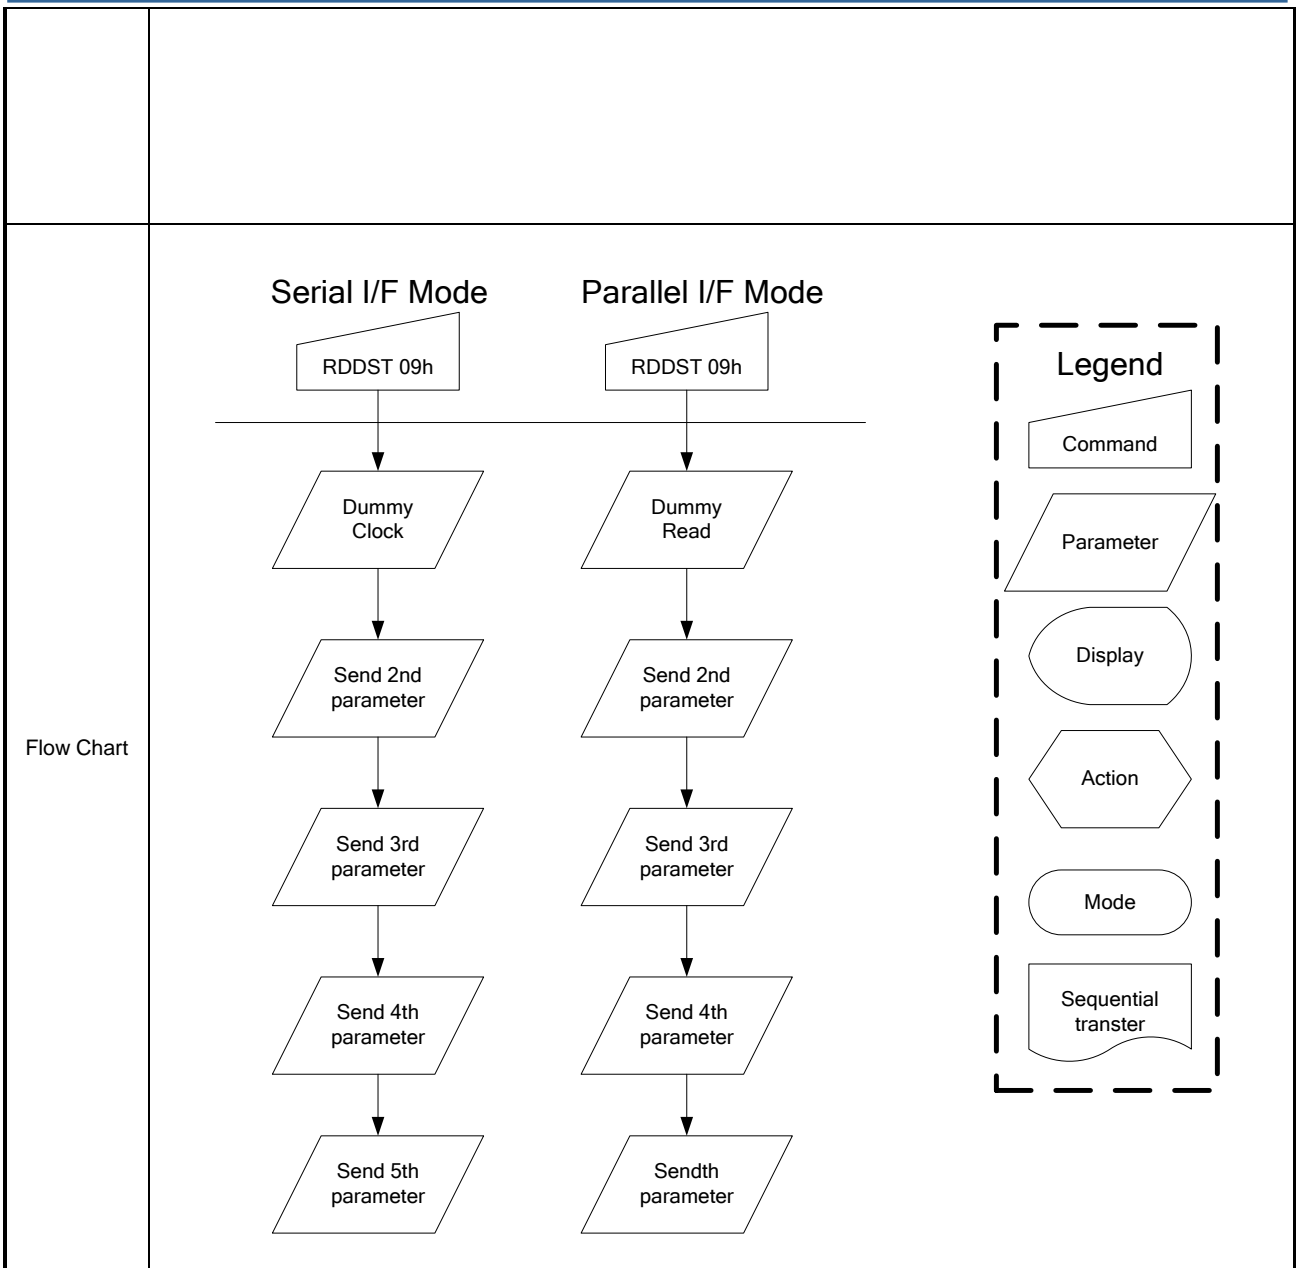 Flow Chart
Serial I/F Mode
RDDST 09h
Dummy
Clock
Send 2nd
parameter
Send 3rd
parameter
Send 4th
parameter
Send 5th
parameter
Parallel I/F Mode
RDDST 09h
Dummy
Read
Send 2nd
parameter
Send 3rd
parameter
Send 4th
parameter
Sendth
parameter
Legend
Command
Parameter
Display
Action
Mode
Sequential
transter